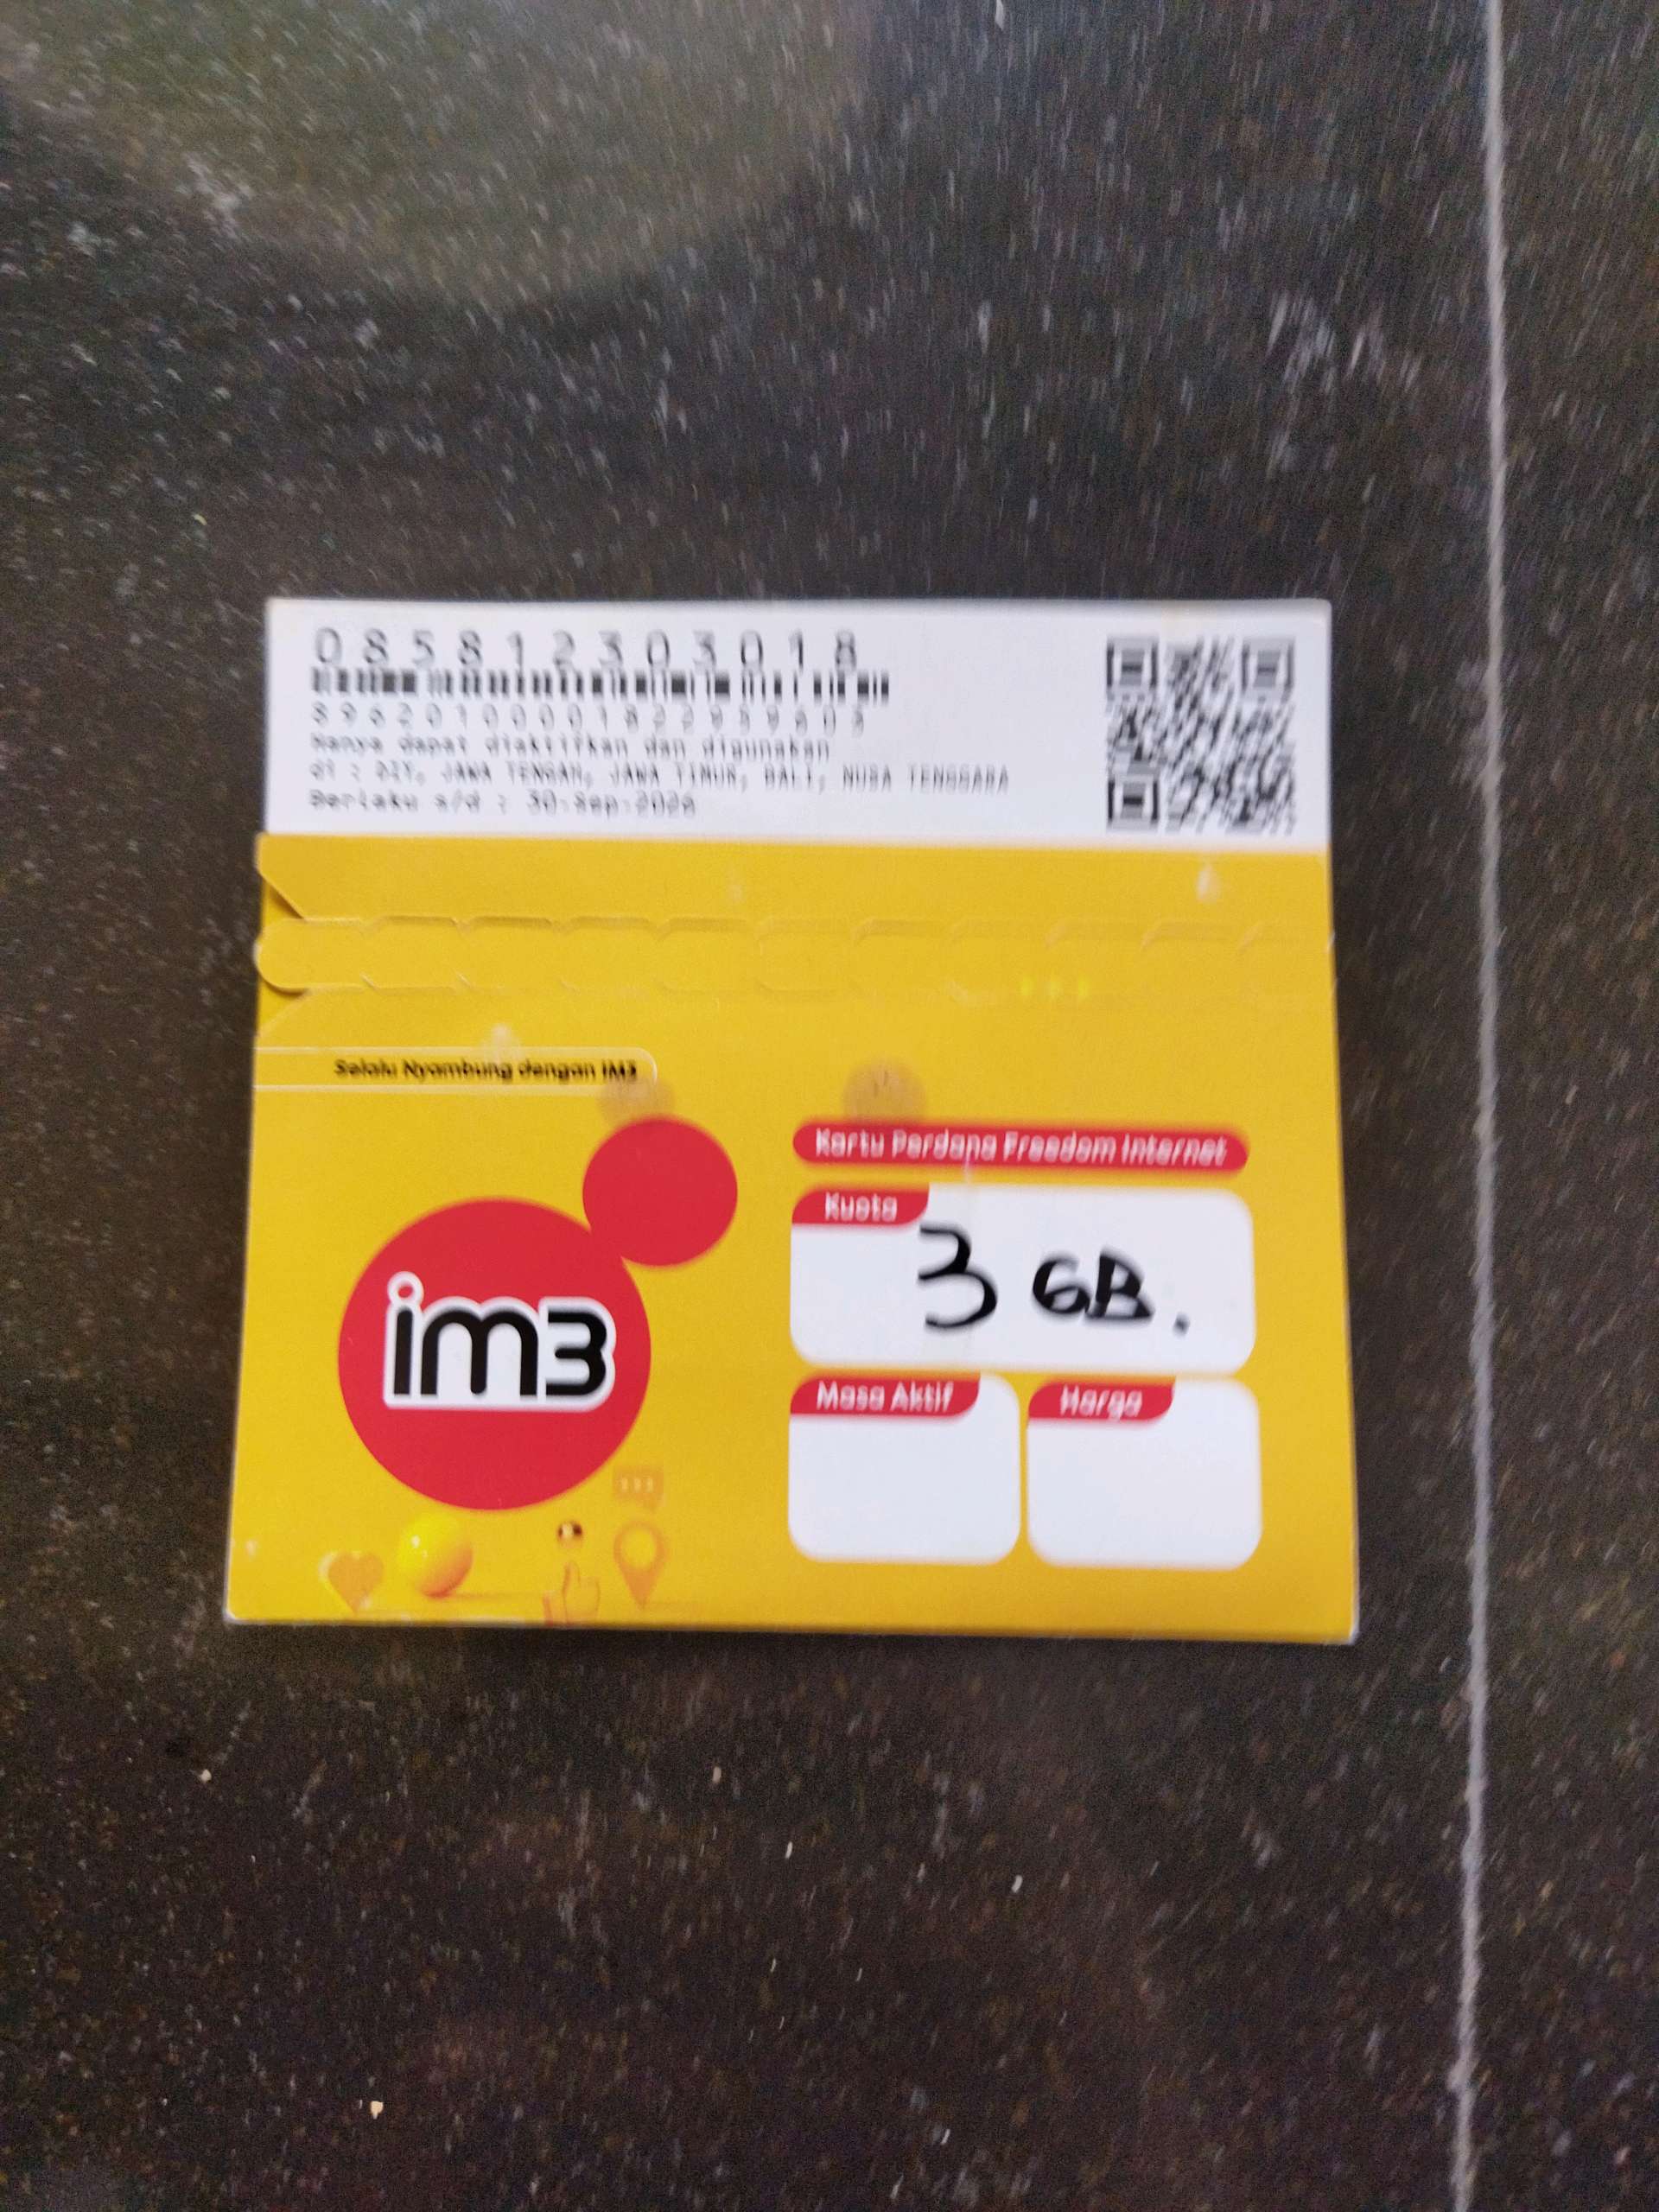 085812303018
Hanya dapat diaktifkan dan digunakan
di : DIY, JAWA TENGAH, JAWA TIMUR, BALI, NUSA TENGGARA
Berlaku s/d : 30-Sep-2026
Selalu Nyambung dengan IM3
im3
Kartu Perdana Freedom Internet
Kuota
3 GB.
Masa Aktif
Harga